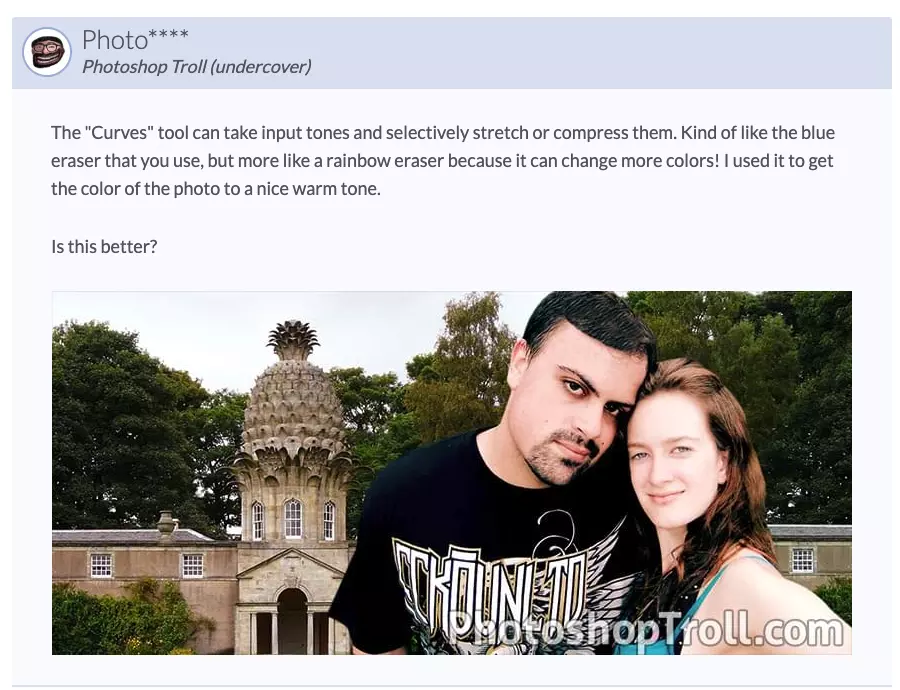 Photo****
Photoshop Troll (undercover)
The "Curves" tool can take input tones and selectively stretch or compress them. Kind of like the blue
eraser that you use, but more like a rainbow eraser because it can change more colors! I used it to get
the color of the photo to a nice warm tone.
Is this better?
PhotoshopTroll.com